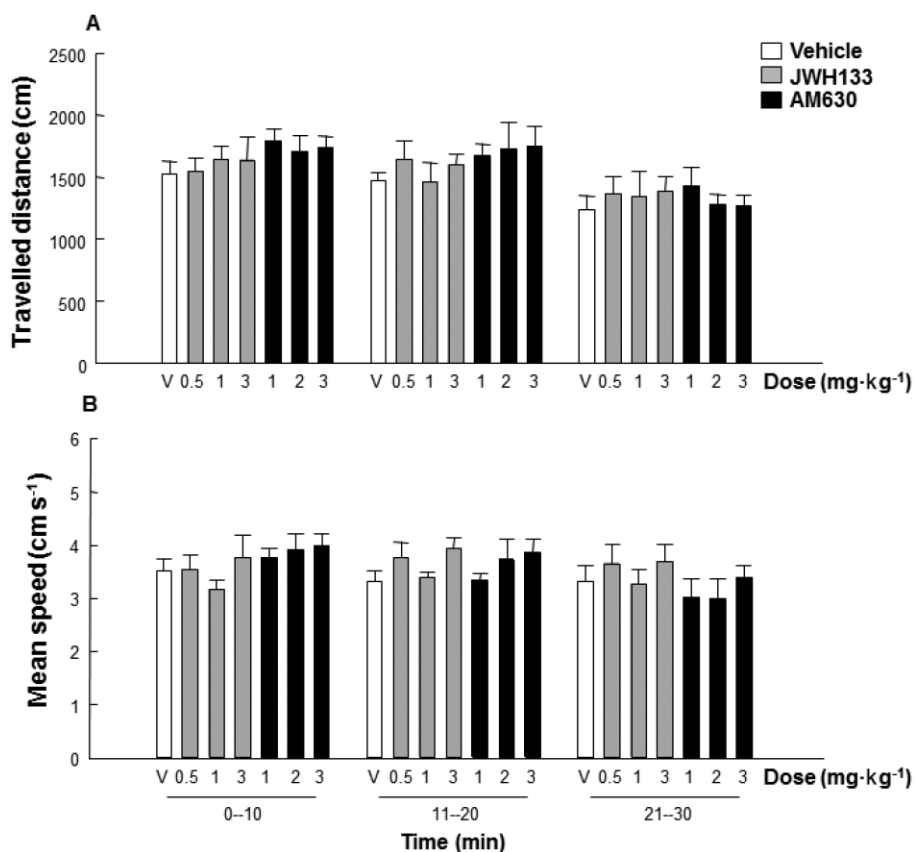 A
Vehicle
JWH133
AM630
Travelled distance (cm)
2500
2000
1500
1000
500
0
V 0.5 1 3 1 2 3 V 0.5 1 3 1 2 3 V 0.5 1 3 1 2 3 Dose (mg·kg⁻¹)
B
Mean speed (cm s⁻¹)
6
5
4
3
2
1
0
V 0.5 1 3 1 2 3 V 0.5 1 3 1 2 3 V 0.5 1 3 1 2 3 Dose (mg·kg⁻¹)
0--10 11--20 21--30
Time (min)